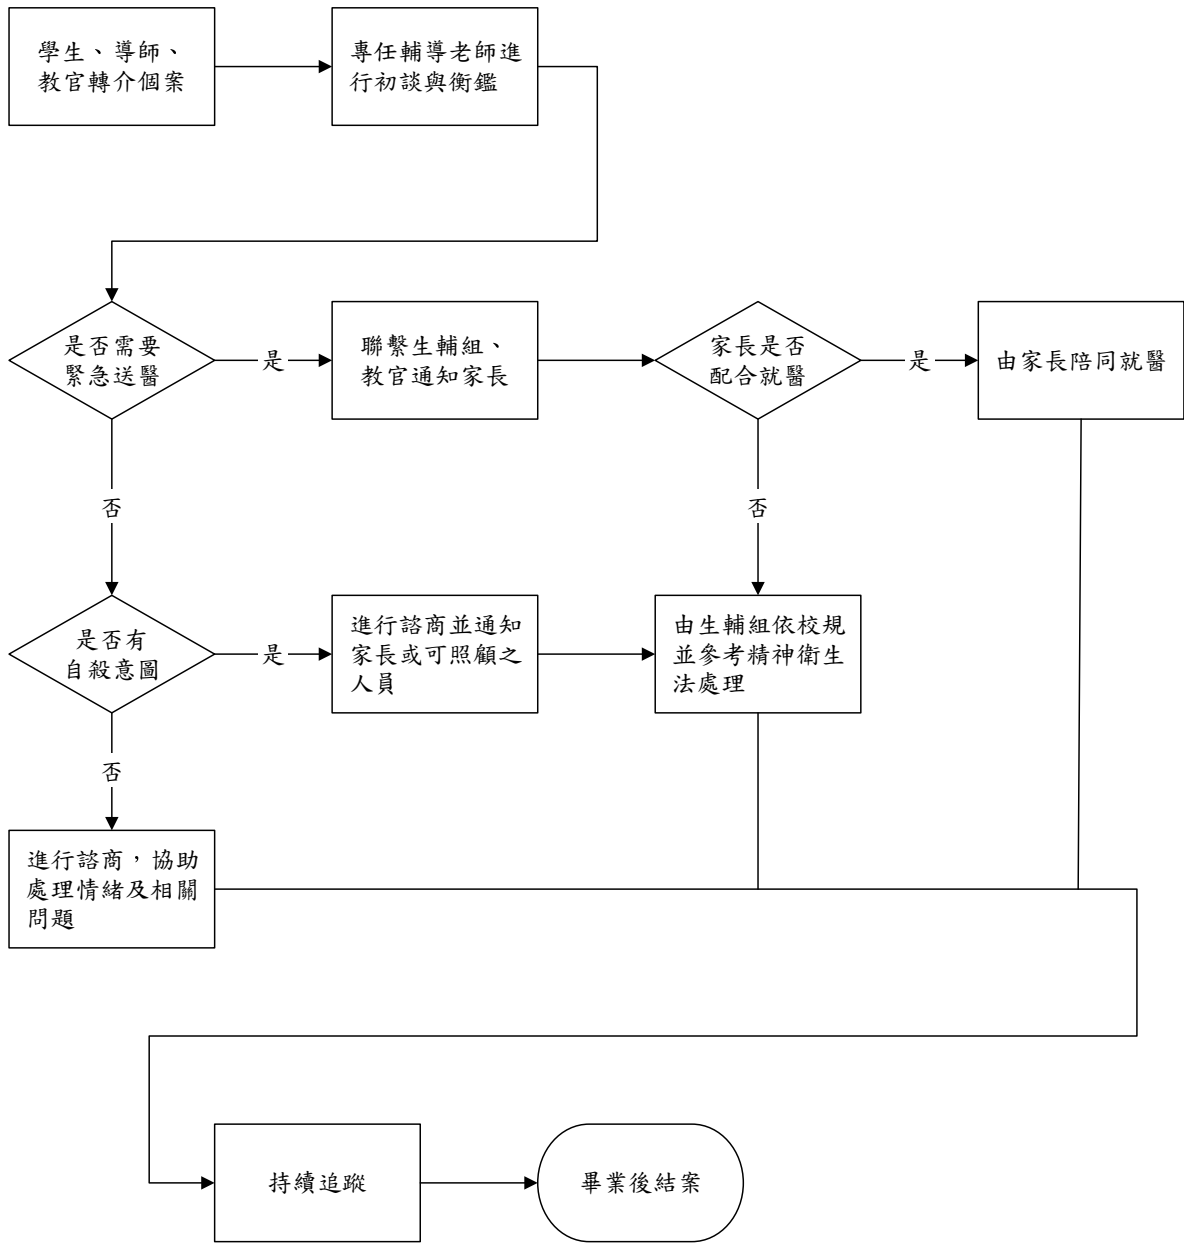 學生、導師、
教官轉介個案
專任輔導老師進
行初談與衡鑑
是否需要
緊急送醫
是
聯繫生輔組、
教官通知家長
家長是否
配合就醫
是
由家長陪同就醫
否
否
是否有
自殺意圖
是
進行諮商並通知
家長或可照顧之
人員
由生輔組依校規
並參考精神衛生
法處理
否
進行諮商，協助
處理情緒及相關
問題
持續追蹤
畢業後結案